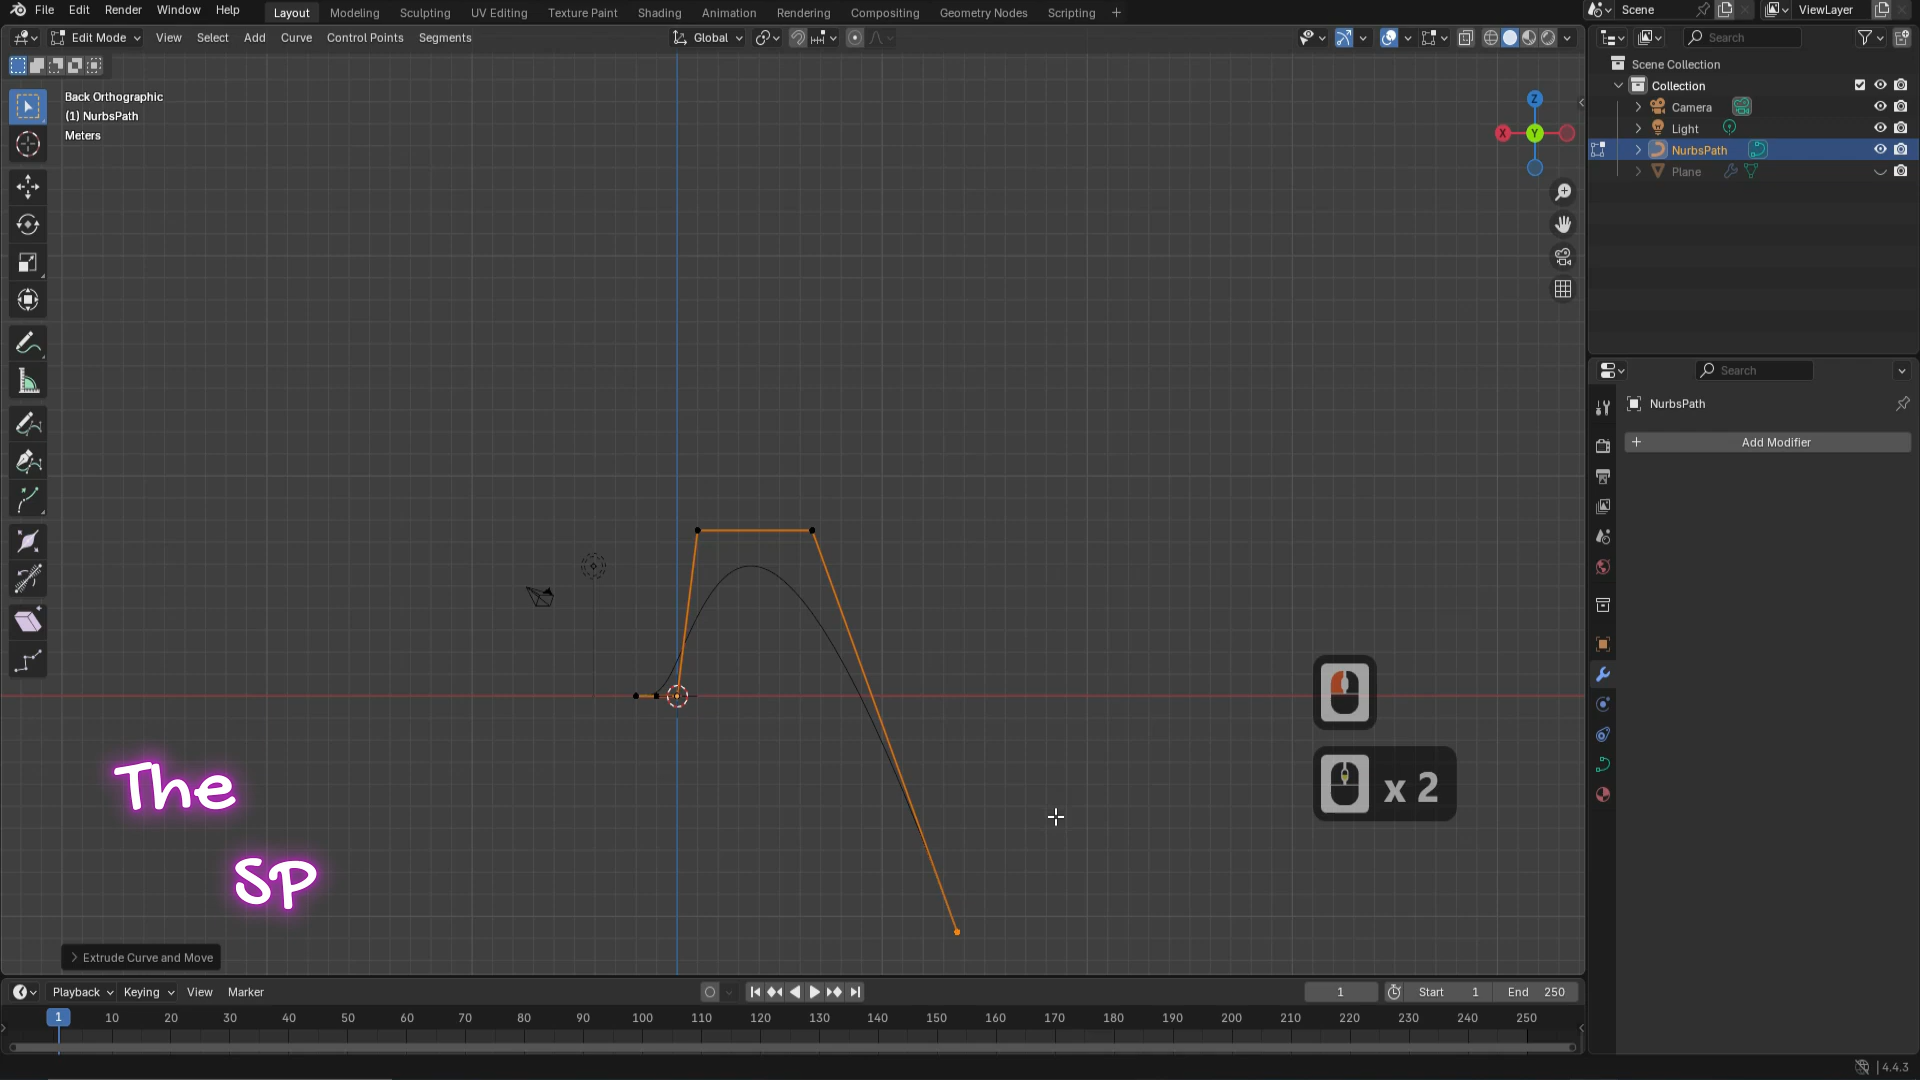 File Edit Render Window Help Layout Modeling Sculpting UV Editing Texture Paint Shading Animation Rendering Compositing Geometry Nodes Scripting + Scene ViewLayer
Edit Mode View Select Add Curve Control Points Segments Global Search
Scene Collection
Collection
Camera
Light
NurbsPath
Plane
Back Orthographic
(1) NurbsPath
Meters
Z
X
Y
Search
NurbsPath
+ Add Modifier
x 2
The
SP
Extrude Curve and Move
Playback Keying View Marker 1 Start 1 End 250
1 10 20 30 40 50 60 70 80 90 100 110 120 130 140 150 160 170 180 190 200 210 220 230 240 250
4.4.3